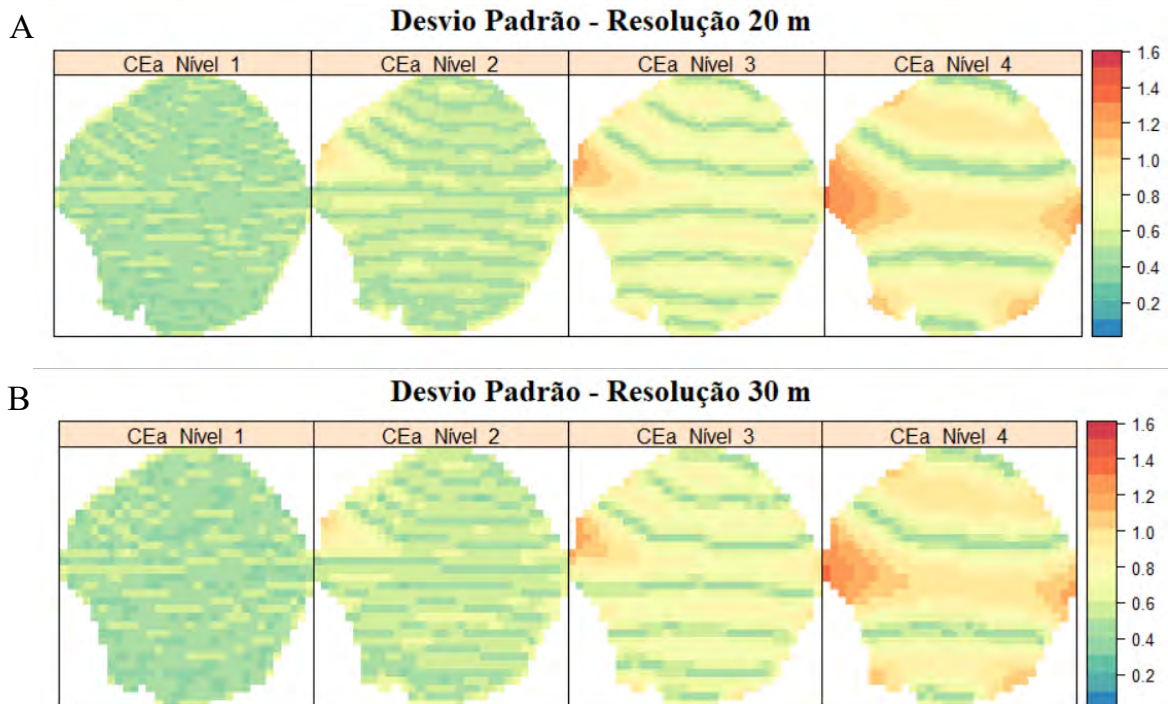 A
Desvio Padrão - Resolução 20 m
CEa Nível 1 CEa Nível 2 CEa Nível 3 CEa Nível 4
1.6
1.4
1.2
1.0
0.8
0.6
0.4
0.2
B
Desvio Padrão - Resolução 30 m
CEa Nível 1 CEa Nível 2 CEa Nível 3 CEa Nível 4
1.6
1.4
1.2
1.0
0.8
0.6
0.4
0.2